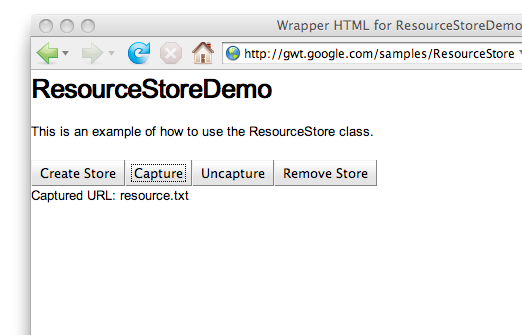 Wrapper HTML for ResourceStoreDemo
http://gwt.google.com/samples/ResourceStore
ResourceStoreDemo
This is an example of how to use the ResourceStore class.
Create Store Capture Uncapture Remove Store
Captured URL: resource.txt